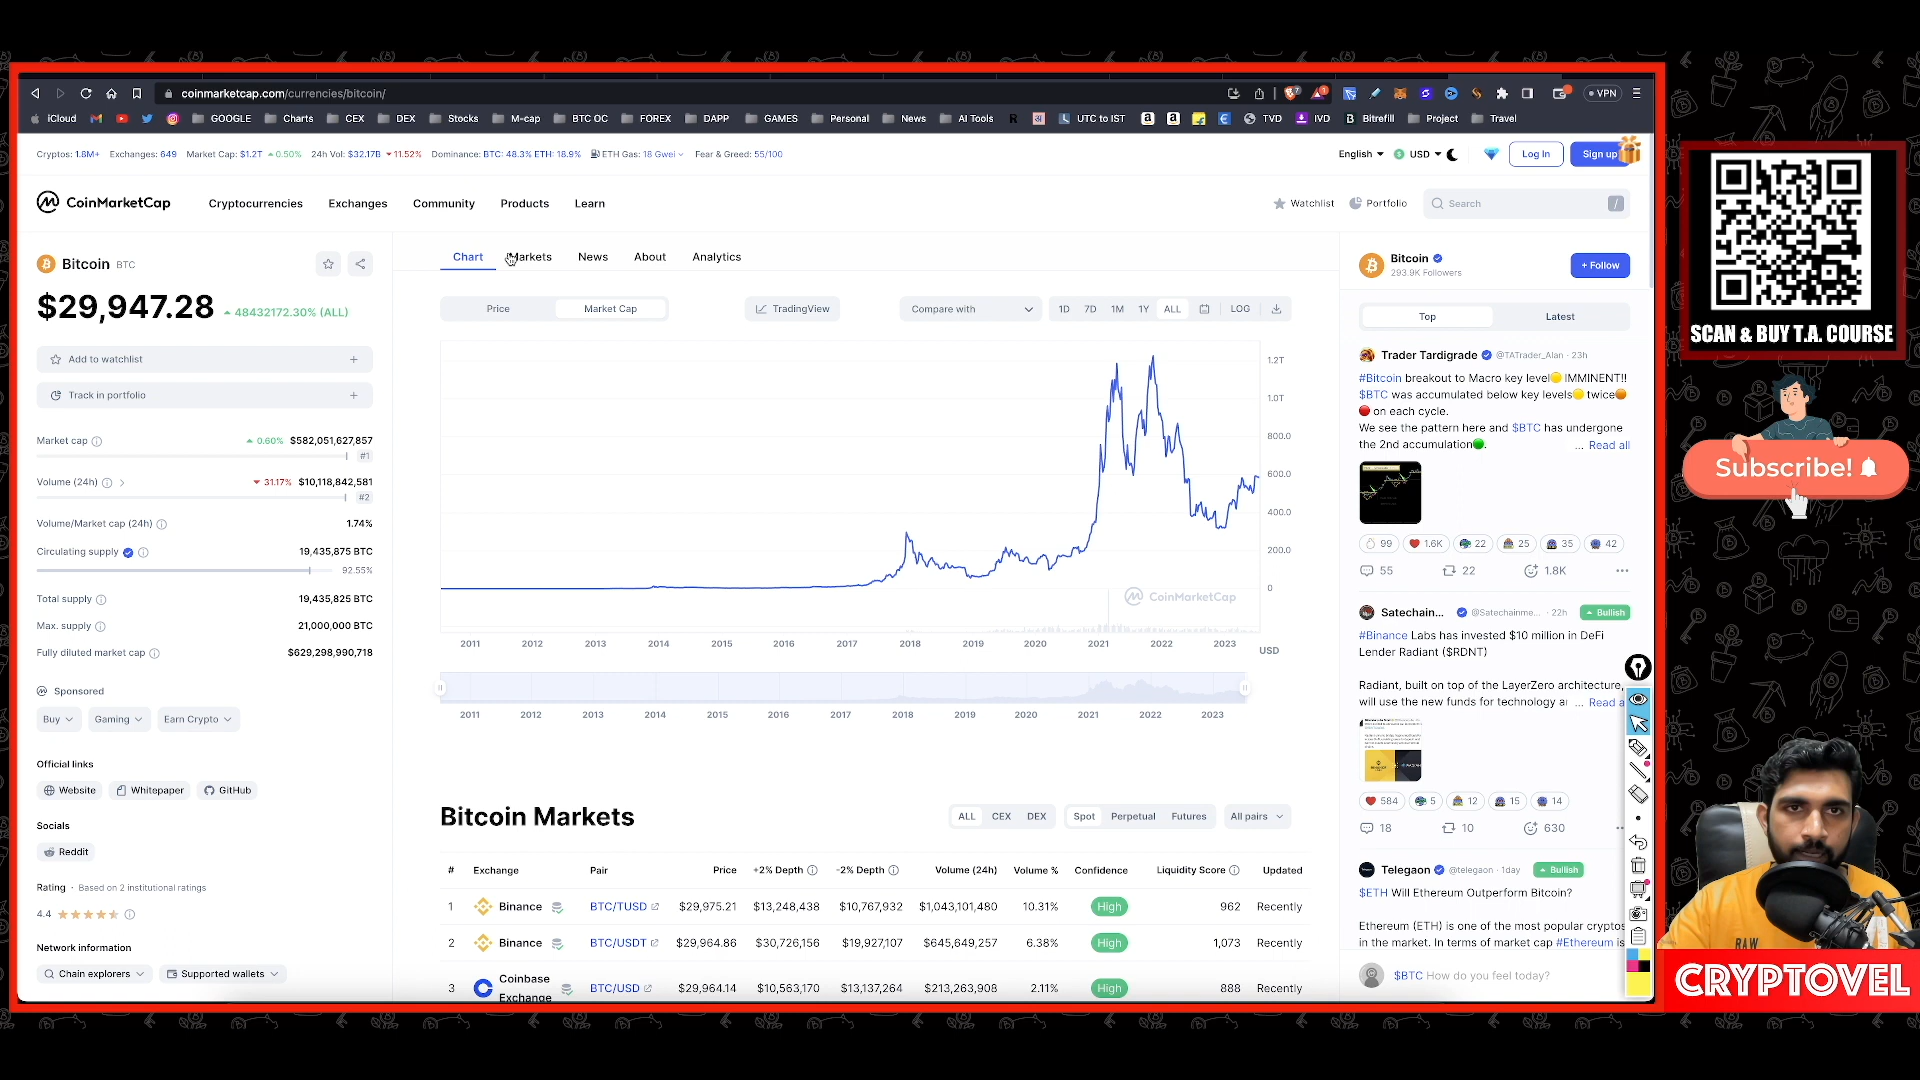 coinmarketcap.com/currencies/bitcoin/
VPN
iCloud GOOGLE Charts CEX DEX Stocks M-cap BTC OC FOREX DAPP GAMES Personal News AI Tools R UTC to IST TVD IVD Bitrefill Project Travel
Cryptos: 1.8M+ Exchanges: 649 Market Cap: $1.2T 0.50% 24h Vol: $32.17B 11.52% Dominance: BTC: 48.3% ETH: 18.9% ETH Gas: 18 Gwei Fear & Greed: 55/100
English USD Log In Sign up
CoinMarketCap Cryptocurrencies Exchanges Community Products Learn
Watchlist Portfolio Search /
Bitcoin BTC
$29,947.28 48432172.30% (ALL)
Add to watchlist +
Track in portfolio +
Market cap 0.60% $582,051,627,857
#1
Volume (24h) 31.17% $10,118,842,581
#2
Volume/Market cap (24h) 1.74%
Circulating supply 19,435,875 BTC
92.55%
Total supply 19,435,825 BTC
Max. supply 21,000,000 BTC
Fully diluted market cap $629,298,990,718
Sponsored
Buy Gaming Earn Crypto
Official links
Website Whitepaper GitHub
Socials
Reddit
Rating · Based on 2 institutional ratings
4.4
Network information
Chain explorers Supported wallets
Chart Markets News About Analytics
Price Market Cap TradingView Compare with 1D 7D 1M 1Y ALL LOG
1.2T
1.0T
800.0
600.0
400.0
200.0
0
CoinMarketCap
2011 2012 2013 2014 2015 2016 2017 2018 2019 2020 2021 2022 2023
USD
2011 2012 2013 2014 2015 2016 2017 2018 2019 2020 2021 2022 2023
Bitcoin Markets ALL CEX DEX Spot Perpetual Futures All pairs
# Exchange Pair Price +2% Depth -2% Depth Volume (24h) Volume % Confidence Liquidity Score Updated
1 Binance BTC/TUSD $29,975.21 $13,248,438 $10,767,932 $1,043,101,480 10.31% High 962 Recently
2 Binance BTC/USDT $29,964.86 $30,726,156 $19,927,107 $645,649,257 6.38% High 1,073 Recently
3 Coinbase Exchange BTC/USD $29,964.14 $10,563,170 $13,137,264 $213,263,908 2.11% High 888 Recently
Bitcoin
293.9K Followers
+ Follow
Top Latest
Trader Tardigrade @TATrader_Alan · 23h
#Bitcoin breakout to Macro key level IMMINENT!!
$BTC was accumulated below key levels twice
on each cycle.
We see the pattern here and $BTC has undergone
the 2nd accumulation. ... Read all
99 1.6K 22 25 35 42
55 22 1.8K
Satechain... @Satechainme... · 22h Bullish
#Binance Labs has invested $10 million in DeFi
Lender Radiant ($RDNT)
Radiant, built on top of the LayerZero architecture,
will use the new funds for technology ... Read
584 5 12 15 14
18 10 630
Telegaon @telegaon · 1day Bullish
$ETH Will Ethereum Outperform Bitcoin?
Ethereum (ETH) is one of the most popular cryptos
in the market. In terms of market cap #Ethereum is
$BTC How do you feel today?
SCAN & BUY T.A. COURSE
Subscribe!
RAW
CRYPTOVEL